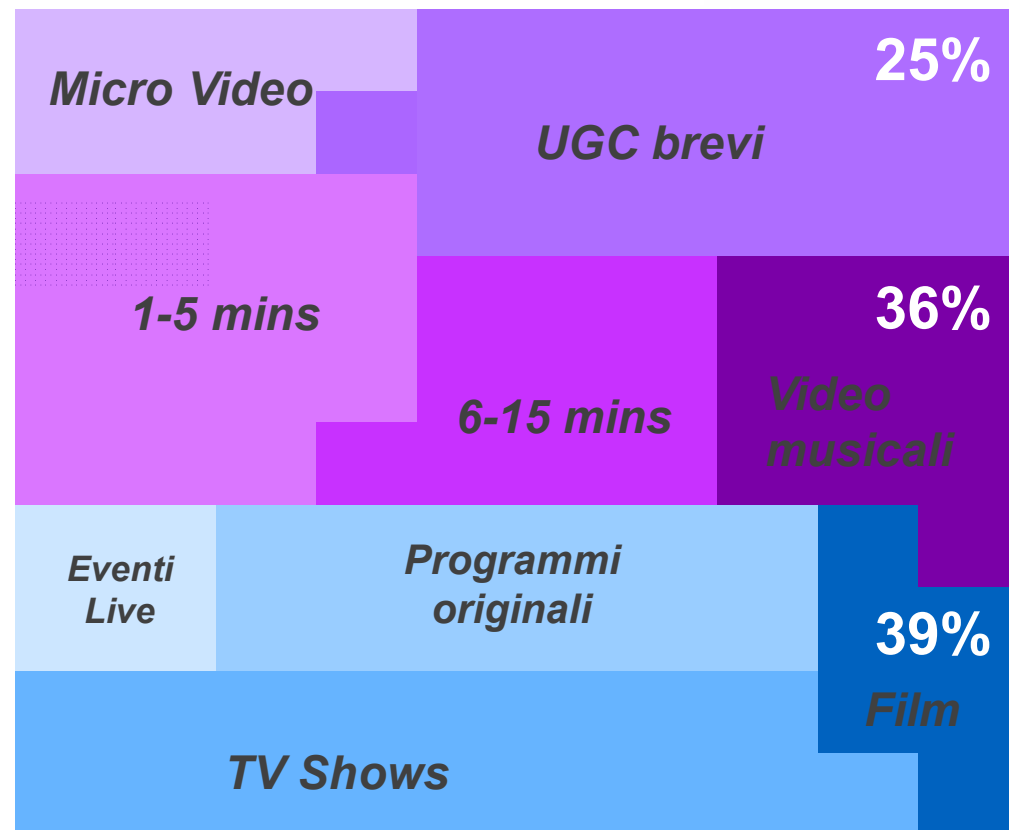 25%
Micro Video
UGC brevi
36%
1-5 mins
6-15 mins
Video
musicali
Eventi
Live
Programmi
originali
39%
Film
TV Shows